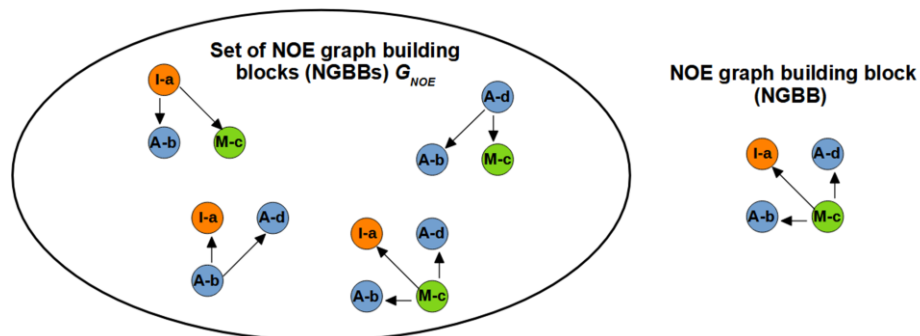 Set of NOE graph building
blocks (NGBBs) G_NOE
I-a
A-b
M-c
A-d
A-b
M-c
I-a
A-d
A-b
I-a
A-d
A-b
M-c
NOE graph building block
(NGBB)
I-a
A-d
A-b
M-c